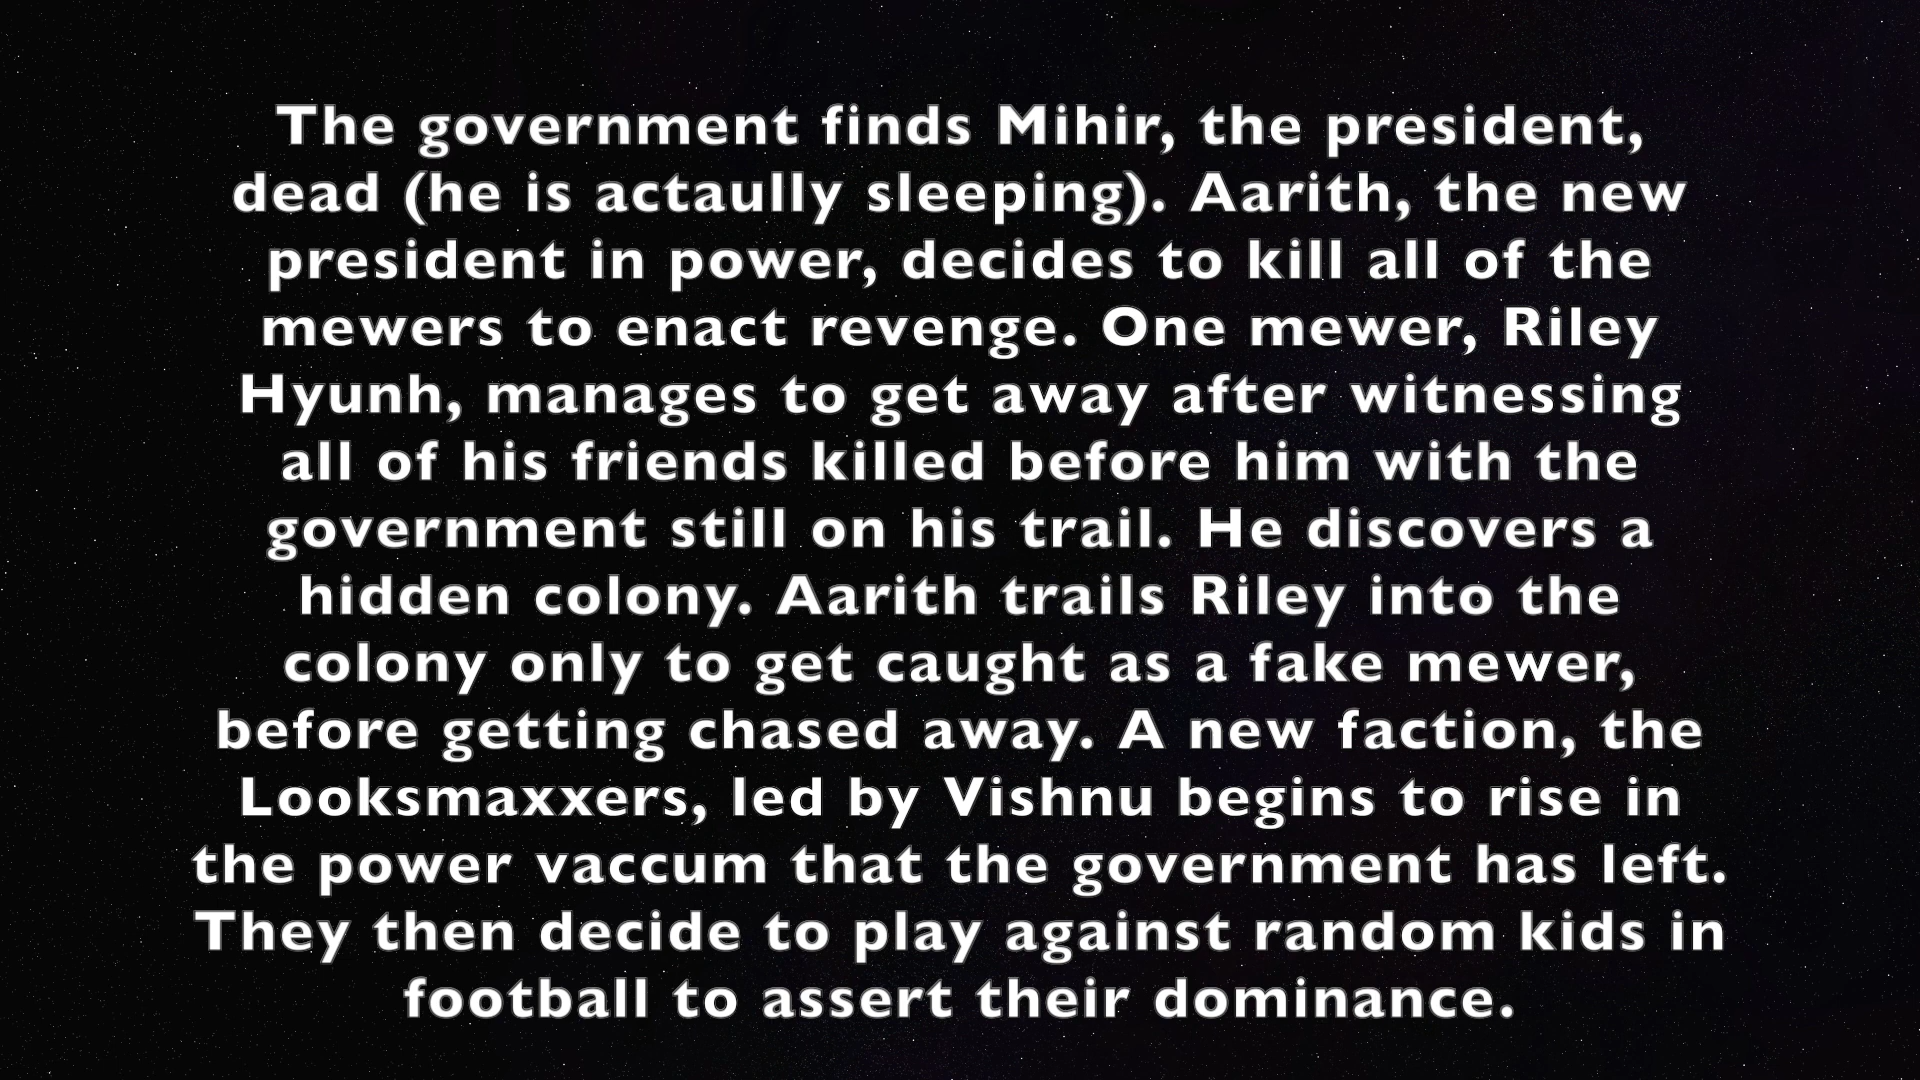 The government finds Mihir, the president,
dead (he is actaully sleeping). Aarith, the new
president in power, decides to kill all of the
mewers to enact revenge. One mewer, Riley
Hyunh, manages to get away after witnessing
all of his friends killed before him with the
government still on his trail. He discovers a
hidden colony. Aarith trails Riley into the
colony only to get caught as a fake mewer,
before getting chased away. A new faction, the
Looksmaxxers, led by Vishnu begins to rise in
the power vaccum that the government has left.
They then decide to play against random kids in
football to assert their dominance.